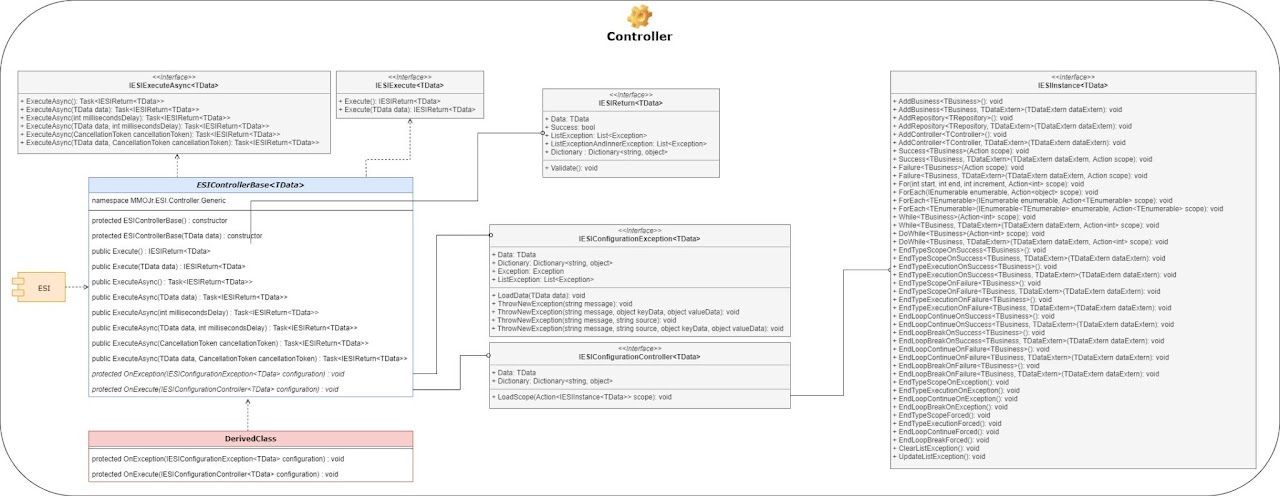 Controller
<<Interface>>
IESIExecuteAsync<TData>
+ ExecuteAsync(): Task<IESIReturn<TData>>
+ ExecuteAsync(TData data): Task<IESIReturn<TData>>
+ ExecuteAsync(int millisecondsDelay): Task<IESIReturn<TData>>
+ ExecuteAsync(TData data, int millisecondsDelay): Task<IESIReturn<TData>>
+ ExecuteAsync(CancellationToken cancellationToken): Task<IESIReturn<TData>>
+ ExecuteAsync(TData data, CancellationToken cancellationToken): Task<IESIReturn<TData>>
<<Interface>>
IESIExecute<TData>
+ Execute(): IESIReturn<TData>
+ Execute(TData data): IESIReturn<TData>
<<Interface>>
IESIReturn<TData>
+ Data: TData
+ Success: bool
+ ListException: List<Exception>
+ ListExceptionAndInnerException: List<Exception>
+ Dictionary : Dictionary<string, object>
+ Validate(): void
ESI
ESIControllerBase<TData>
namespace MMOJr.ESI.Controller.Generic
protected ESIControllerBase() : constructor
protected ESIControllerBase(TData data) : constructor
public Execute() : IESIReturn<TData>
public Execute(TData data) : IESIReturn<TData>
public ExecuteAsync() : Task<IESIReturn<TData>>
public ExecuteAsync(TData data) : Task<IESIReturn<TData>>
public ExecuteAsync(int millisecondsDelay) : Task<IESIReturn<TData>>
public ExecuteAsync(TData data, int millisecondsDelay) : Task<IESIReturn<TData>>
public ExecuteAsync(CancellationToken cancellationToken) : Task<IESIReturn<TData>>
public ExecuteAsync(TData data, CancellationToken cancellationToken) : Task<IESIReturn<TData>>
protected OnException(IESIConfigurationException<TData> configuration) : void
protected OnExecute(IESIConfigurationController<TData> configuration) : void
DerivedClass
protected OnException(IESIConfigurationException<TData> configuration) : void
protected OnExecute(IESIConfigurationController<TData> configuration) : void
<<Interface>>
IESIConfigurationException<TData>
+ Data: TData
+ Dictionary: Dictionary<string, object>
+ Exception: Exception
+ ListException: List<Exception>
+ LoadData(TData data): void
+ ThrowNewException(string message): void
+ ThrowNewException(string message, object keyData, object valueData): void
+ ThrowNewException(string message, string source): void
+ ThrowNewException(string message, string source, object keyData, object valueData): void
<<Interface>>
IESIConfigurationController<TData>
+ Data: TData
+ Dictionary: Dictionary<string, object>
+ LoadScope(Action<IESIInstance<TData>> scope): void
<<Interface>>
IESIInstance<TData>
+ AddBusiness<TBusiness>(): void
+ AddBusiness<TBusiness, TDataExtern>(TDataExtern dataExtern): void
+ AddRepository<TRepository>(): void
+ AddRepository<TRepository, TDataExtern>(TDataExtern dataExtern): void
+ AddController<TController>(): void
+ AddController<TController, TDataExtern>(TDataExtern dataExtern): void
+ Success<TBusiness>(Action scope): void
+ Success<TBusiness, TDataExtern>(TDataExtern dataExtern, Action scope): void
+ Failure<TBusiness>(Action scope): void
+ Failure<TBusiness, TDataExtern>(TDataExtern dataExtern, Action scope): void
+ For(int start, int end, int increment, Action<int> scope): void
+ ForEach(IEnumerable enumerable, Action<object> scope): void
+ ForEach<TEnumerable>(IEnumerable enumerable, Action<TEnumerable> scope): void
+ ForEach<TEnumerable>(IEnumerable<TEnumerable> enumerable, Action<TEnumerable> scope): void
+ While<TBusiness>(Action<int> scope): void
+ While<TBusiness, TDataExtern>(TDataExtern dataExtern, Action<int> scope): void
+ DoWhile<TBusiness>(Action<int> scope): void
+ DoWhile<TBusiness, TDataExtern>(TDataExtern dataExtern, Action<int> scope): void
+ EndTypeScopeOnSuccess<TBusiness>(): void
+ EndTypeScopeOnSuccess<TBusiness, TDataExtern>(TDataExtern dataExtern): void
+ EndTypeExecutionOnSuccess<TBusiness>(): void
+ EndTypeExecutionOnSuccess<TBusiness, TDataExtern>(TDataExtern dataExtern): void
+ EndTypeScopeOnFailure<TBusiness>(): void
+ EndTypeScopeOnFailure<TBusiness, TDataExtern>(TDataExtern dataExtern): void
+ EndTypeExecutionOnFailure<TBusiness>(): void
+ EndTypeExecutionOnFailure<TBusiness, TDataExtern>(TDataExtern dataExtern): void
+ EndLoopContinueOnSuccess<TBusiness>(): void
+ EndLoopContinueOnSuccess<TBusiness, TDataExtern>(TDataExtern dataExtern): void
+ EndLoopBreakOnSuccess<TBusiness>(): void
+ EndLoopBreakOnSuccess<TBusiness, TDataExtern>(TDataExtern dataExtern): void
+ EndLoopContinueOnFailure<TBusiness>(): void
+ EndLoopContinueOnFailure<TBusiness, TDataExtern>(TDataExtern dataExtern): void
+ EndLoopBreakOnFailure<TBusiness>(): void
+ EndLoopBreakOnFailure<TBusiness, TDataExtern>(TDataExtern dataExtern): void
+ EndTypeScopeOnException(): void
+ EndTypeExecutionOnException(): void
+ EndLoopContinueOnException(): void
+ EndLoopBreakOnException(): void
+ EndTypeScopeForced(): void
+ EndTypeExecutionForced(): void
+ EndLoopContinueForced(): void
+ EndLoopBreakForced(): void
+ ClearListException(): void
+ UpdateListException(): void